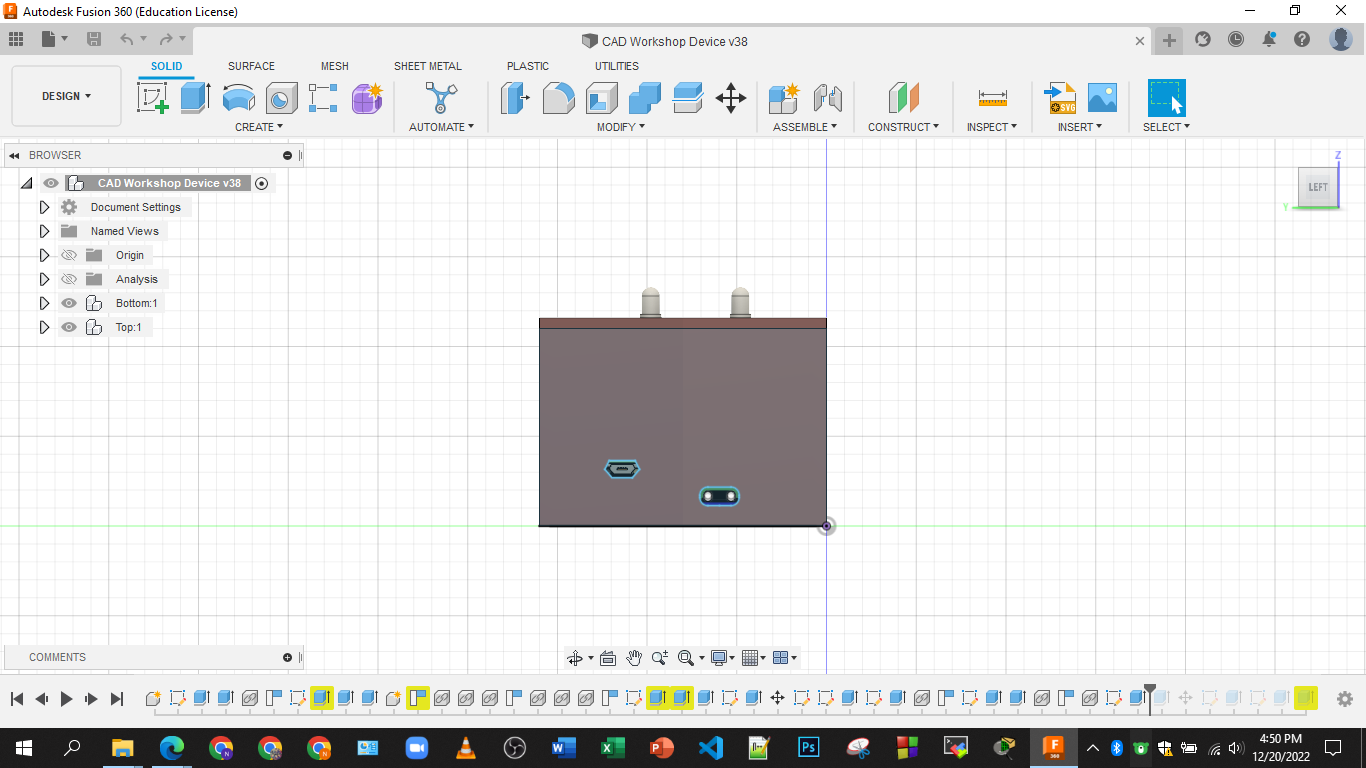 Autodesk Fusion 360 (Education License)
CAD Workshop Device v38
SOLID
SURFACE
MESH
SHEET METAL
PLASTIC
UTILITIES
DESIGN
CREATE
AUTOMATE
MODIFY
ASSEMBLE
CONSTRUCT
INSPECT
INSERT
SELECT
SVG
BROWSER
CAD Workshop Device v38
Document Settings
Named Views
Origin
Analysis
Bottom:1
Top:1
Z
LEFT
Y
COMMENTS
4:50 PM
12/20/2022